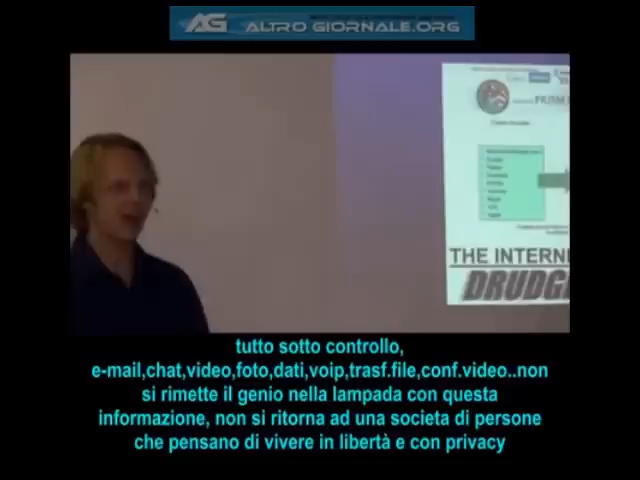 AG ALTRO GIORNALE.ORG
PRISM
THE INTERN
DRUDG
tutto sotto controllo,
e-mail,chat,video,foto,dati,voip,trasf.file,conf.video..non
si rimette il genio nella lampada con questa
informazione, non si ritorna ad una societa di persone
che pensano di vivere in libertà e con privacy